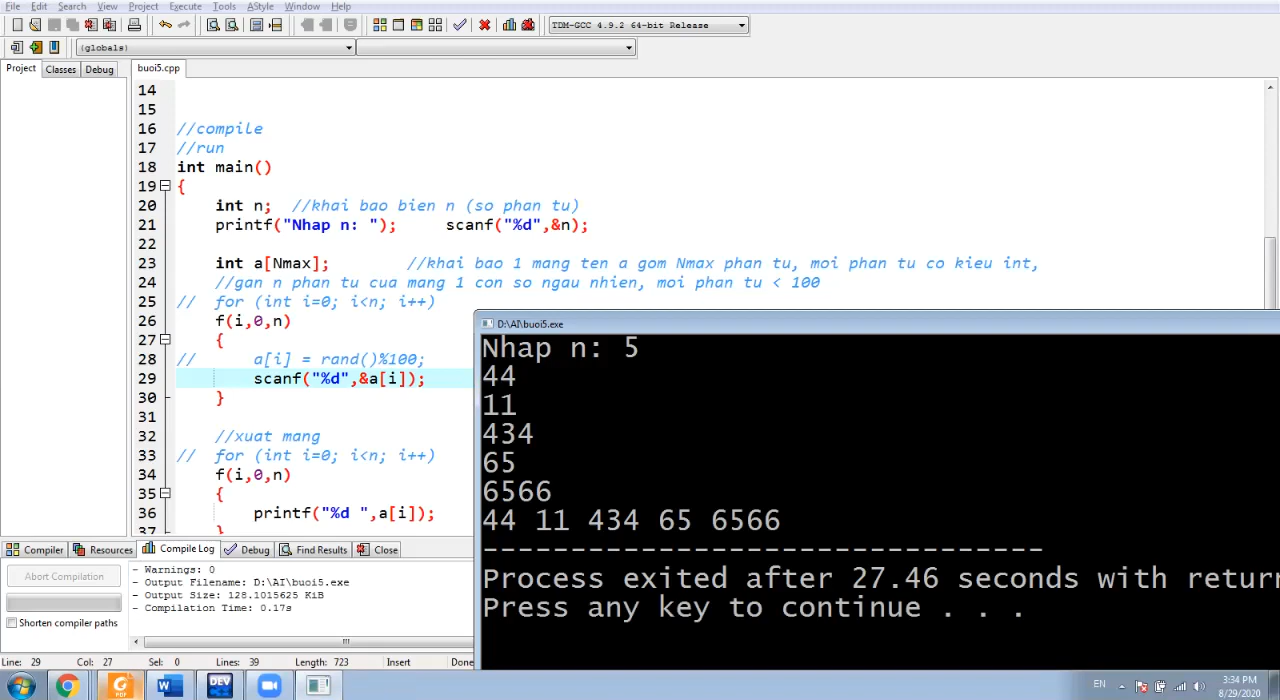 File Edit Search View Project Execute Tools AStyle Window Help
TDM-GCC 4.9.2 64-bit Release
(globals)
Project Classes Debug buoi5.cpp
14
15
16 //compile
17 //run
18 int main()
19 {
20 int n; //khai bao bien n (so phan tu)
21 printf("Nhap n: "); scanf("%d",&n);
22
23 int a[Nmax]; //khai bao 1 mang ten a gom Nmax phan tu, moi phan tu co kieu int,
24 //gan n phan tu cua mang 1 con so ngau nhien, moi phan tu < 100
25 // for (int i=0; i<n; i++)
26 f(i,0,n)
27 {
28 // a[i] = rand()%100;
29 scanf("%d",&a[i]);
30 }
31
32 //xuat mang
33 // for (int i=0; i<n; i++)
34 f(i,0,n)
35 {
36 printf("%d ",a[i]);
37 }
D:\AI\buoi5.exe
Nhap n: 5
44
11
434
65
6566
44 11 434 65 6566
--------------------------------
Process exited after 27.46 seconds with return
Press any key to continue . . .
Compiler Resources Compile Log Debug Find Results Close
Abort Compilation
Shorten compiler paths
- Warnings: 0
- Output Filename: D:\AI\buoi5.exe
- Output Size: 128.1015625 KiB
- Compilation Time: 0.17s
Line: 29 Col: 27 Sel: 0 Lines: 39 Length: 723 Insert Done
DEV
PDF
EN
3:34 PM
8/29/2020